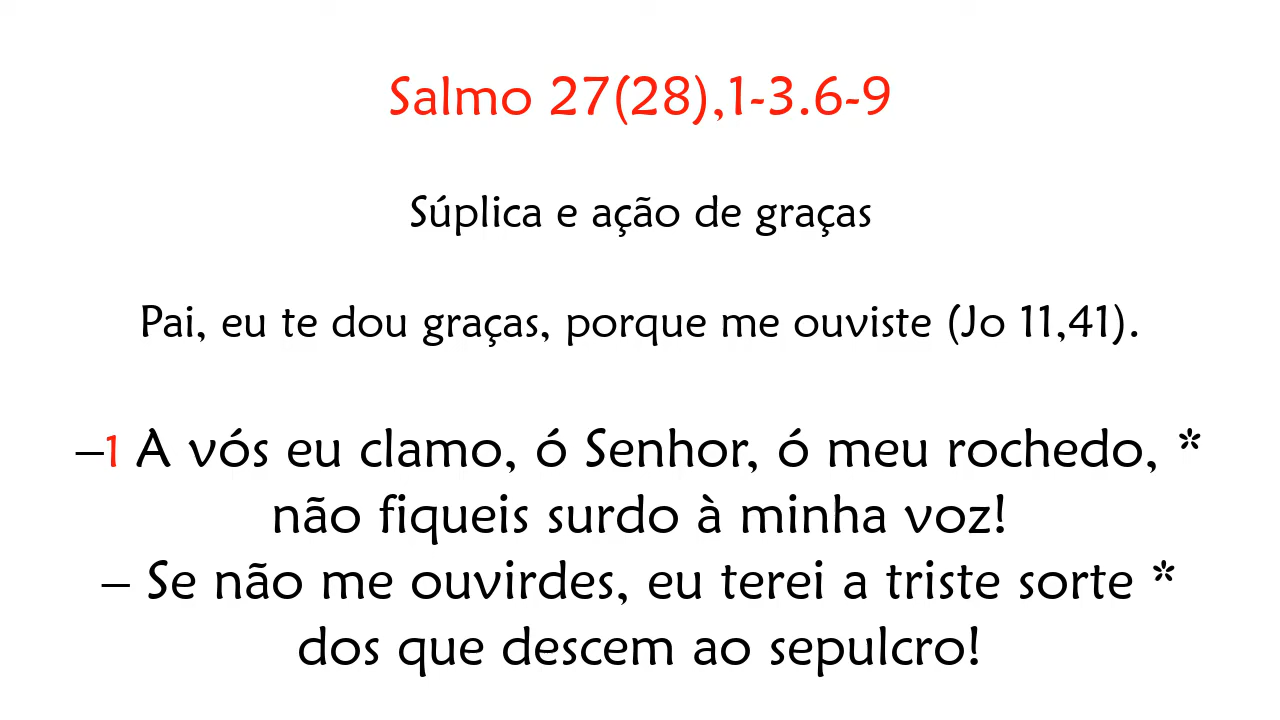 Salmo 27(28),1-3.6-9
Súplica e ação de graças
Pai, eu te dou graças, porque me ouviste (Jo 11,41).
–1 A vós eu clamo, ó Senhor, ó meu rochedo, *
não fiqueis surdo à minha voz!
– Se não me ouvirdes, eu terei a triste sorte *
dos que descem ao sepulcro!